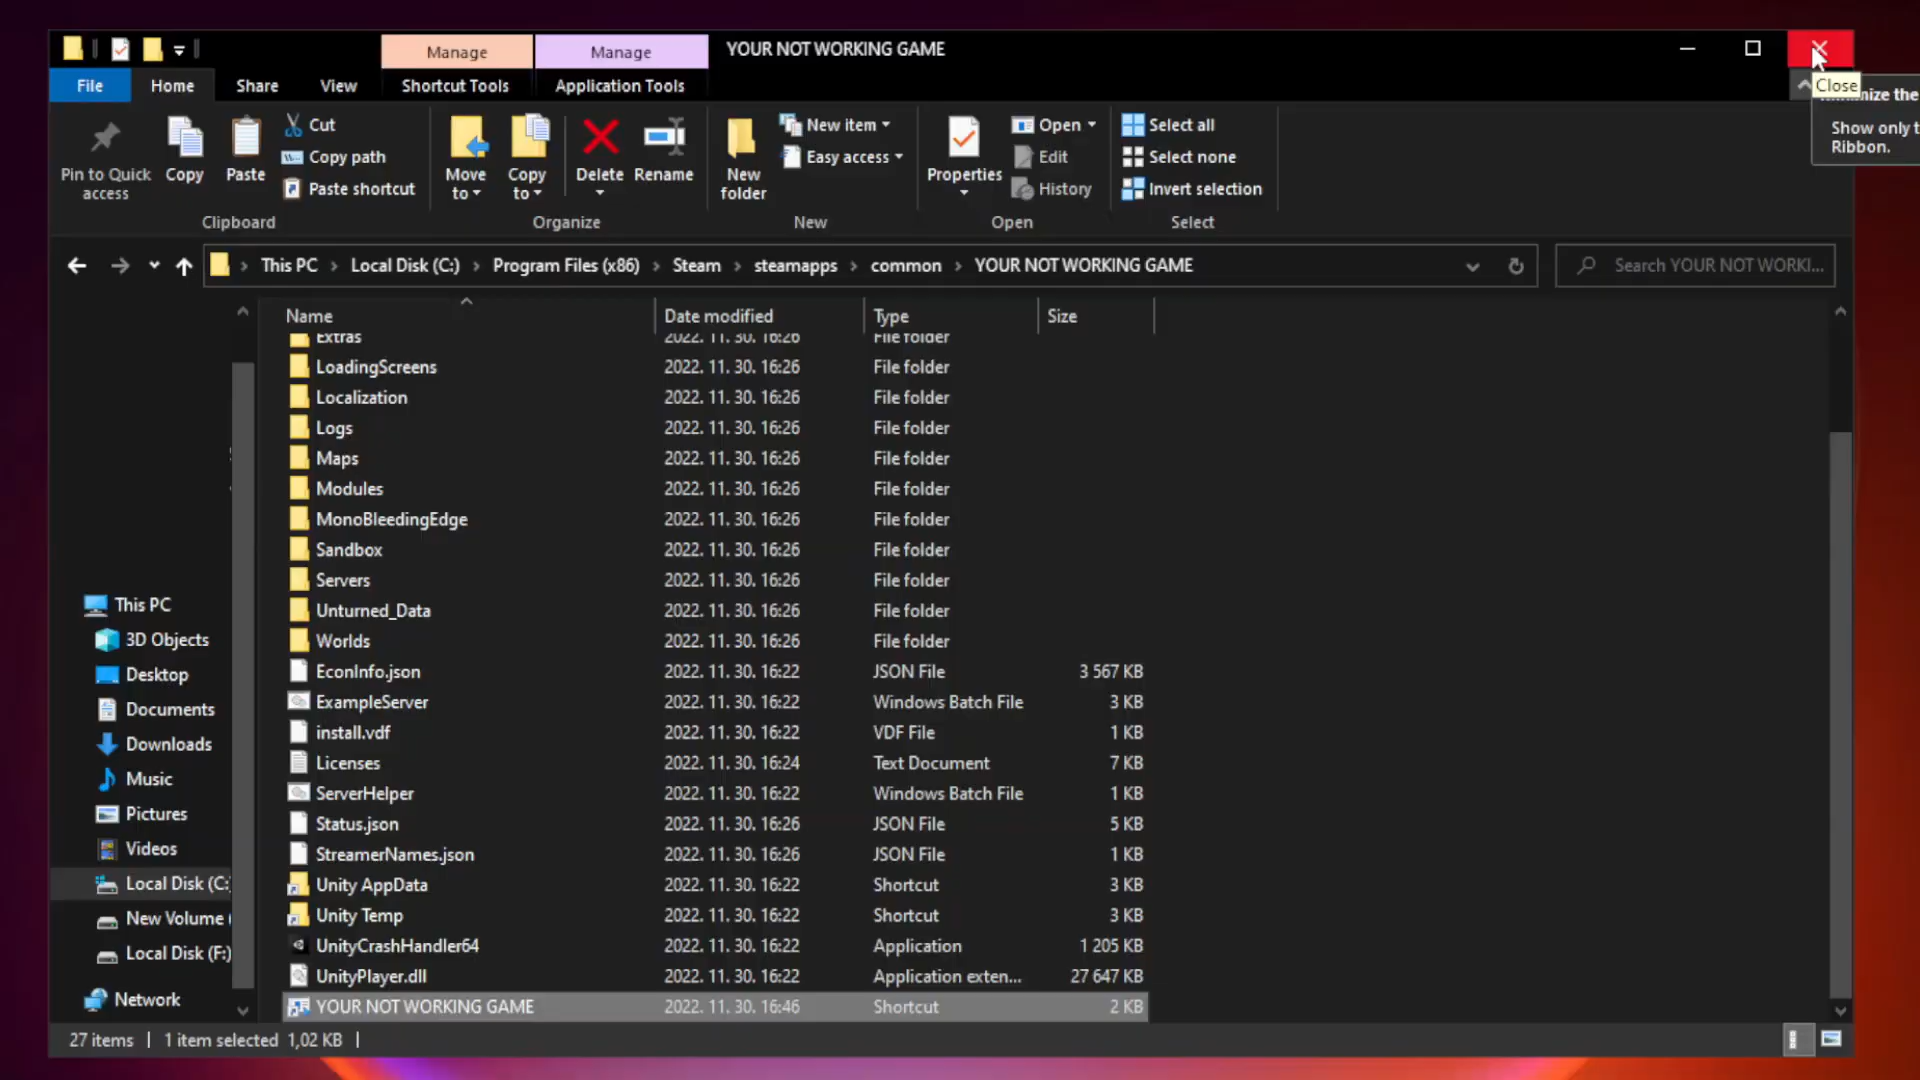 Manage
Manage
YOUR NOT WORKING GAME
File
Home
Share
View
Shortcut Tools
Application Tools
Close
the
Show only
Ribbon.
Pin to Quick
access
Copy
Paste
Cut
Copy path
Paste shortcut
Clipboard
Move
to
Copy
to
Delete
Rename
Organize
New
folder
New item
Easy access
New
Properties
Open
Edit
History
Open
Select all
Select none
Invert selection
Select
This PC
Local Disk (C:)
Program Files (x86)
Steam
steamapps
common
YOUR NOT WORKING GAME
Search YOUR NOT WORKI...
Name Date modified Type Size
Extras 2022. 11. 30. 16:26 File folder
LoadingScreens 2022. 11. 30. 16:26 File folder
Localization 2022. 11. 30. 16:26 File folder
Logs 2022. 11. 30. 16:26 File folder
Maps 2022. 11. 30. 16:26 File folder
Modules 2022. 11. 30. 16:26 File folder
MonoBleedingEdge 2022. 11. 30. 16:26 File folder
Sandbox 2022. 11. 30. 16:26 File folder
Servers 2022. 11. 30. 16:26 File folder
Unturned_Data 2022. 11. 30. 16:26 File folder
Worlds 2022. 11. 30. 16:26 File folder
EconInfo.json 2022. 11. 30. 16:22 JSON File 3 567 KB
ExampleServer 2022. 11. 30. 16:22 Windows Batch File 3 KB
install.vdf 2022. 11. 30. 16:22 VDF File 1 KB
Licenses 2022. 11. 30. 16:24 Text Document 7 KB
ServerHelper 2022. 11. 30. 16:22 Windows Batch File 1 KB
Status.json 2022. 11. 30. 16:26 JSON File 5 KB
StreamerNames.json 2022. 11. 30. 16:26 JSON File 1 KB
Unity AppData 2022. 11. 30. 16:22 Shortcut 3 KB
Unity Temp 2022. 11. 30. 16:22 Shortcut 3 KB
UnityCrashHandler64 2022. 11. 30. 16:22 Application 1 205 KB
UnityPlayer.dll 2022. 11. 30. 16:22 Application exten... 27 647 KB
YOUR NOT WORKING GAME 2022. 11. 30. 16:46 Shortcut 2 KB
This PC
3D Objects
Desktop
Documents
Downloads
Music
Pictures
Videos
Local Disk (C:
New Volume (
Local Disk (F:)
Network
27 items
1 item selected 1,02 KB